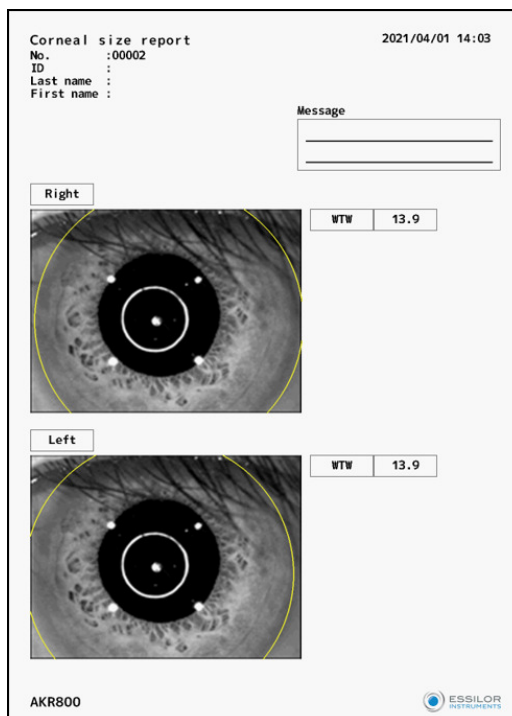 Corneal size report
2021/04/01 14:03
No. :00002
ID :
Last name :
First name :
Message
Right
WTW 13.9
Left
WTW 13.9
AKR800
ESSILOR
INSTRUMENTS